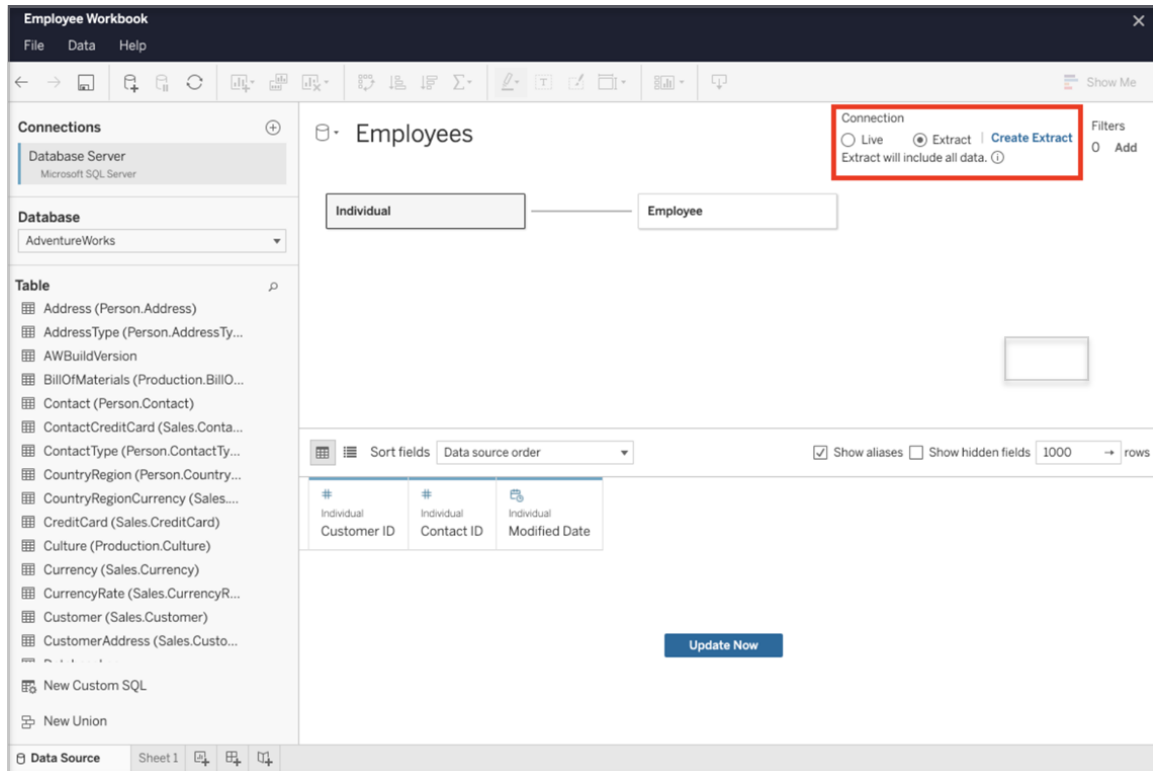 Employee Workbook
File Data Help
Show Me
Connections
Database Server
Microsoft SQL Server
Database
AdventureWorks
Table
Address (Person.Address)
AddressType (Person.AddressTy...
AWBuildVersion
BillOfMaterials (Production.BillO...
Contact (Person.Contact)
ContactCreditCard (Sales.Conta...
ContactType (Person.ContactTy...
CountryRegion (Person.Country...
CountryRegionCurrency (Sales....
CreditCard (Sales.CreditCard)
Culture (Production.Culture)
Currency (Sales.Currency)
CurrencyRate (Sales.CurrencyR...
Customer (Sales.Customer)
CustomerAddress (Sales.Custo...
New Custom SQL
New Union
Employees
Connection
Live Extract | Create Extract
Extract will include all data.
Filters
0 Add
Individual Employee
Sort fields Data source order Show aliases Show hidden fields 1000 → rows
# # 
Individual Individual Individual
Customer ID Contact ID Modified Date
Update Now
Data Source Sheet 1